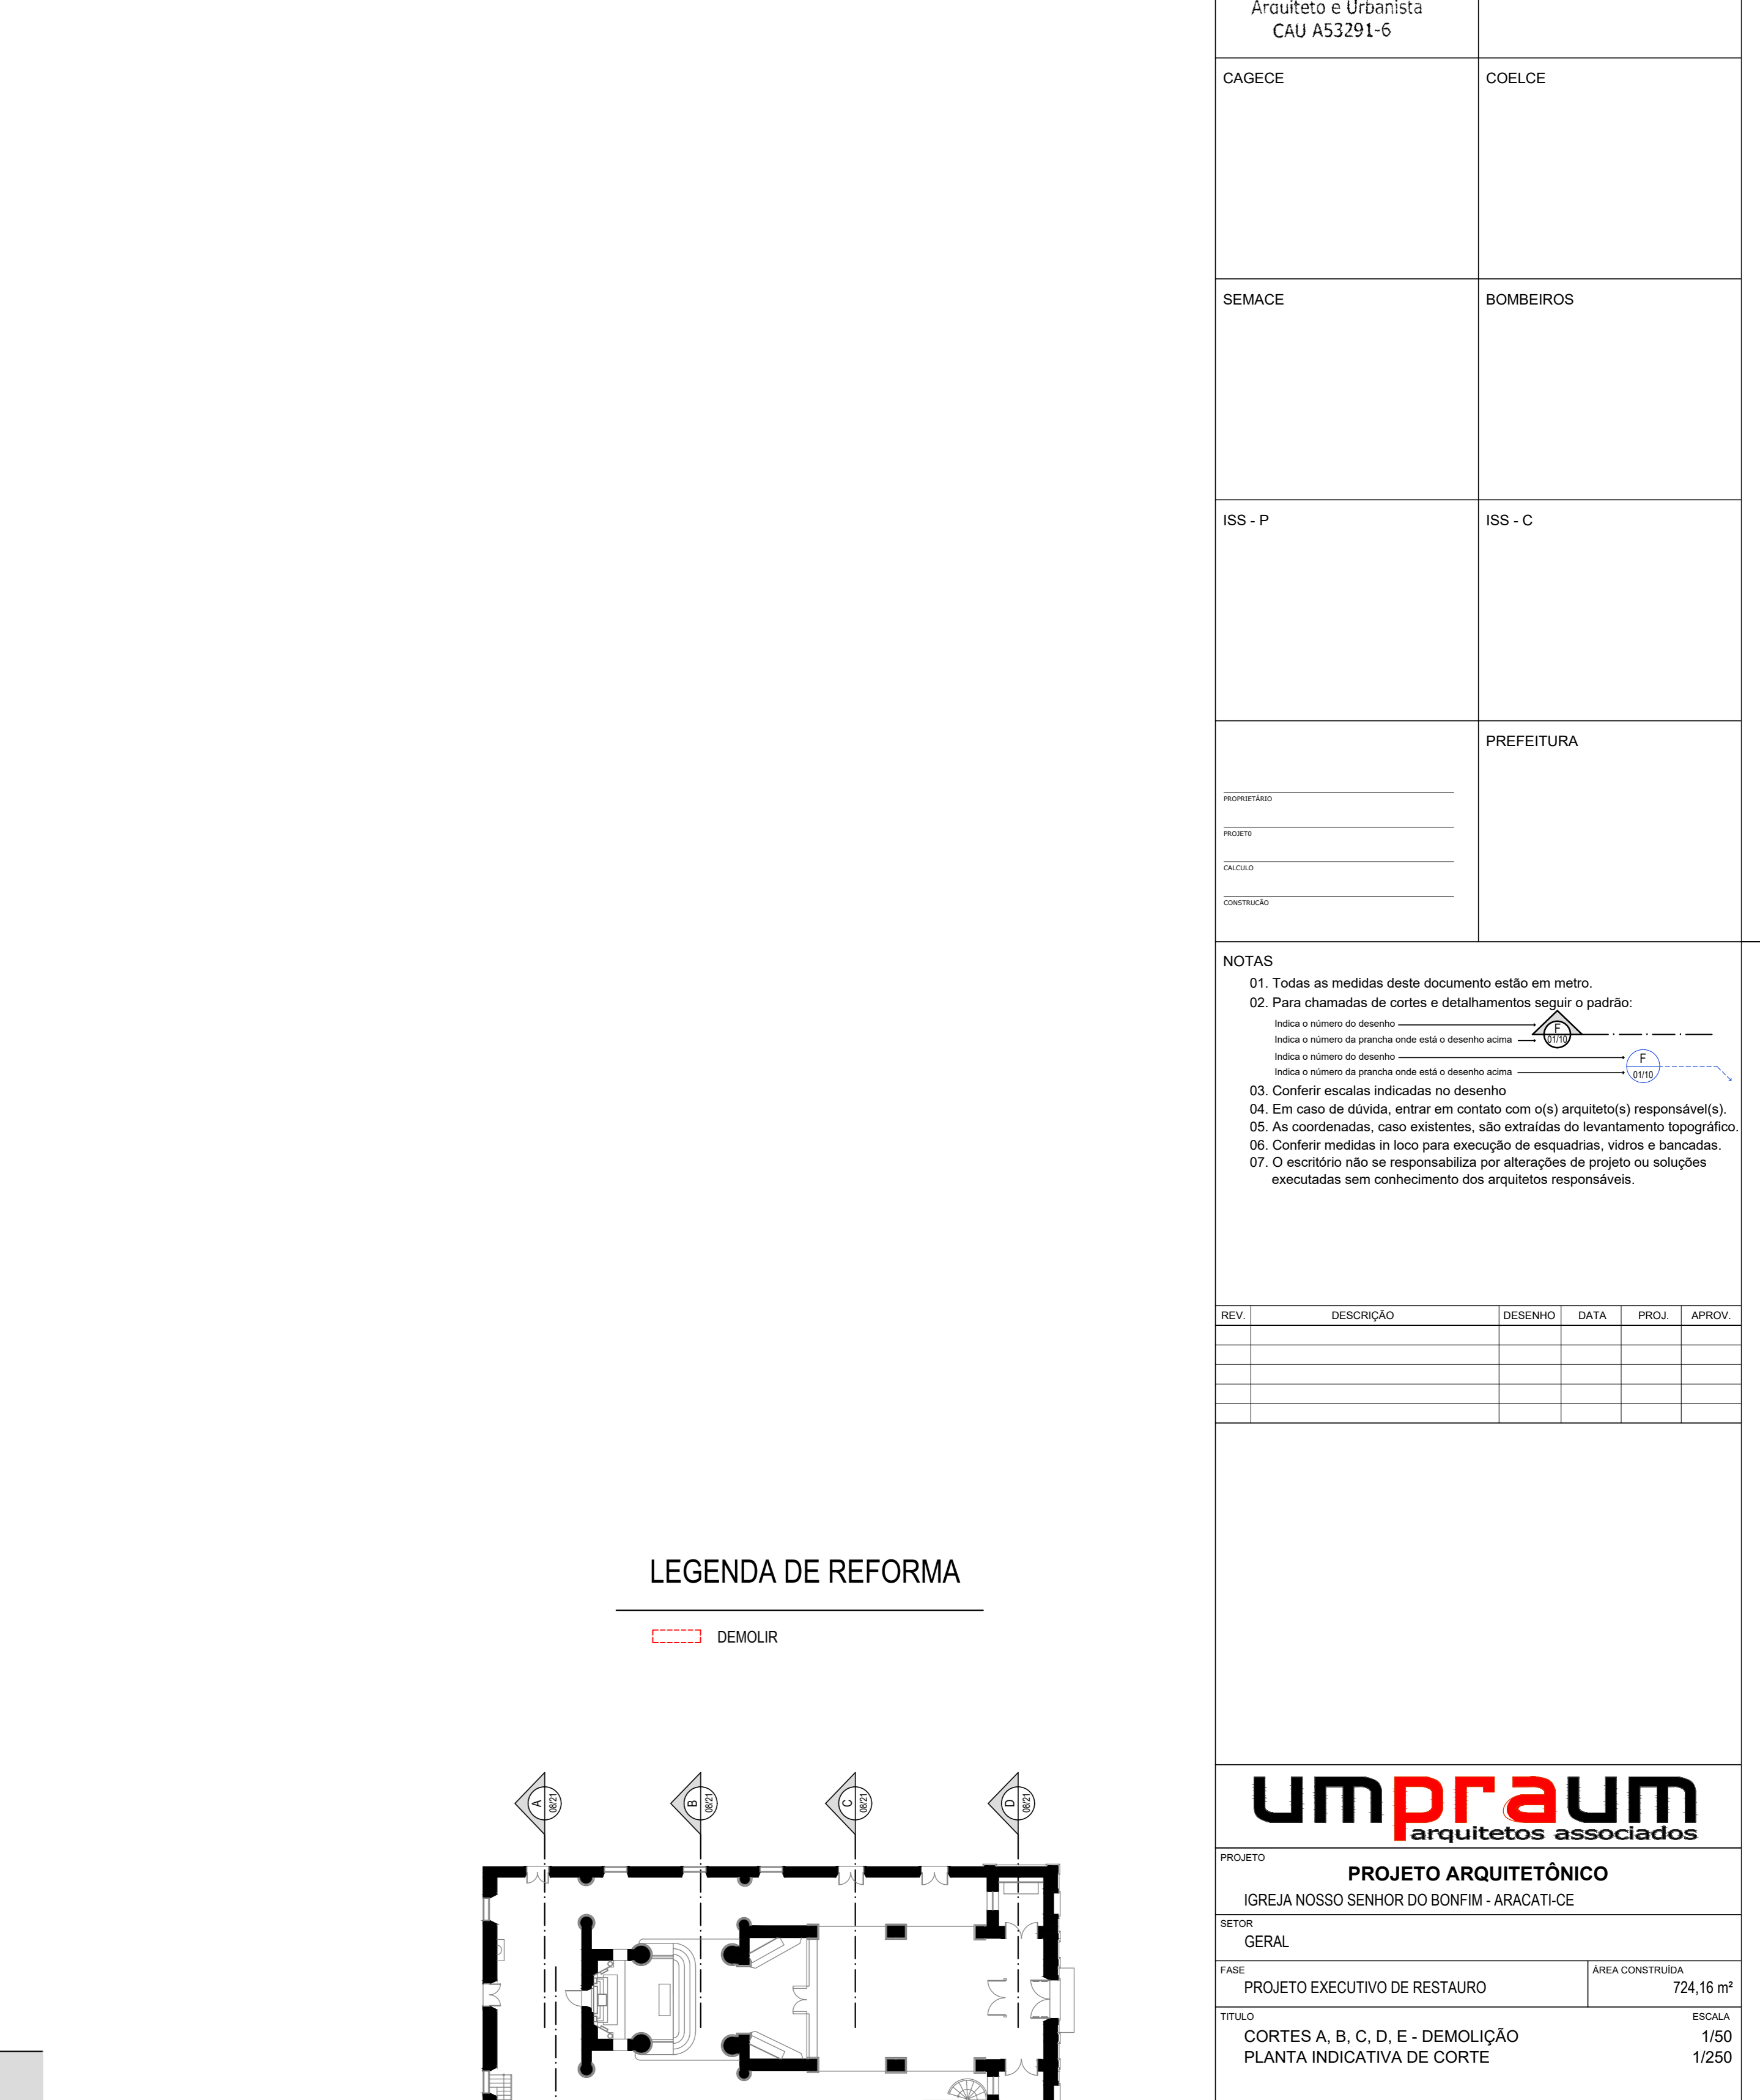 Arquiteto e Urbanista
CAU A53291-6
CAGECE
COELCE
SEMACE
BOMBEIROS
ISS - P
ISS - C
PREFEITURA
PROPRIETÁRIO
PROJETO
CALCULO
CONSTRUCÃO
NOTAS
01. Todas as medidas deste documento estão em metro.
02. Para chamadas de cortes e detalhamentos seguir o padrão:
Indica o número do desenho
F
Indica o número da prancha onde está o desenho acima
01/10
Indica o número do desenho
F
Indica o número da prancha onde está o desenho acima
01/10
03. Conferir escalas indicadas no desenho
04. Em caso de dúvida, entrar em contato com o(s) arquiteto(s) responsável(s).
05. As coordenadas, caso existentes, são extraídas do levantamento topográfico.
06. Conferir medidas in loco para execução de esquadrias, vidros e bancadas.
07. O escritório não se responsabiliza por alterações de projeto ou soluções
executadas sem conhecimento dos arquitetos responsáveis.
REV. DESCRIÇÃO DESENHO DATA PROJ. APROV.
LEGENDA DE REFORMA
DEMOLIR
A 08/21
B 08/21
C 08/21
D 08/21
umpraum
arquitetos associados
PROJETO
PROJETO ARQUITETÔNICO
IGREJA NOSSO SENHOR DO BONFIM - ARACATI-CE
SETOR
GERAL
FASE
PROJETO EXECUTIVO DE RESTAURO
ÁREA CONSTRUÍDA
724,16 m²
TITULO
ESCALA
CORTES A, B, C, D, E - DEMOLIÇÃO 1/50
PLANTA INDICATIVA DE CORTE 1/250